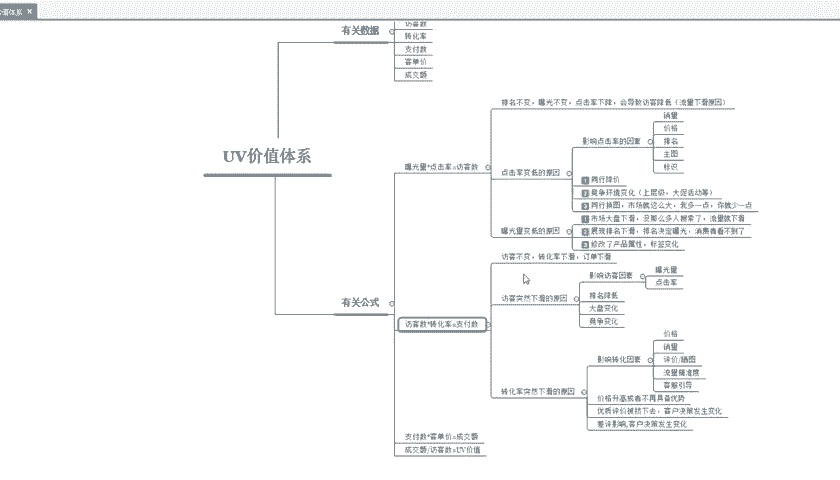 值体系 ×
有关数据
访客数
转化率
支付数
客单价
成交额
UV价值体系
有关公式
曝光量*点击率=访客数
排名不变，曝光不变，点击率下降，会导致访客降低（流量下滑原因）
点击率变低的原因
影响点击率的因素
销量
价格
排名
主图
标识
1 同行降价
2 竞争环境变化（上层级，大促活动等）
3 同行换图，市场就这么大，我多一点，你就少一点
曝光量变低的原因
1 市场大盘下滑，没那么多人搜索了，流量就下滑
2 展现排名下滑，排名决定曝光，消费者看不到了
3 修改了产品属性，标签变化
访客数*转化率=支付数
访客不变，转化率下滑，订单下滑
访客突然下滑的原因
影响访客因素
曝光量
点击率
排名降低
大盘变化
竞争变化
转化率突然下滑的原因
影响转化因素
价格
销量
评价/晒图
流量精准度
客服引导
价格升高或者不再具备优势
优质评价被挤下去，客户决策发生变化
差评影响,客户决策发生变化
支付数*客单价=成交额
成交额/访客数=UV价值